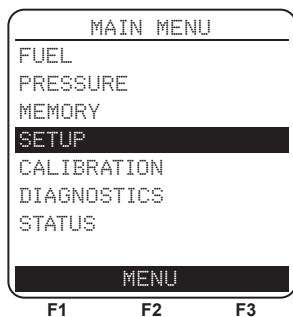 MAIN MENU
FUEL
PRESSURE
MEMORY
SETUP
CALIBRATION
DIAGNOSTICS
STATUS
MENU
F1 F2 F3